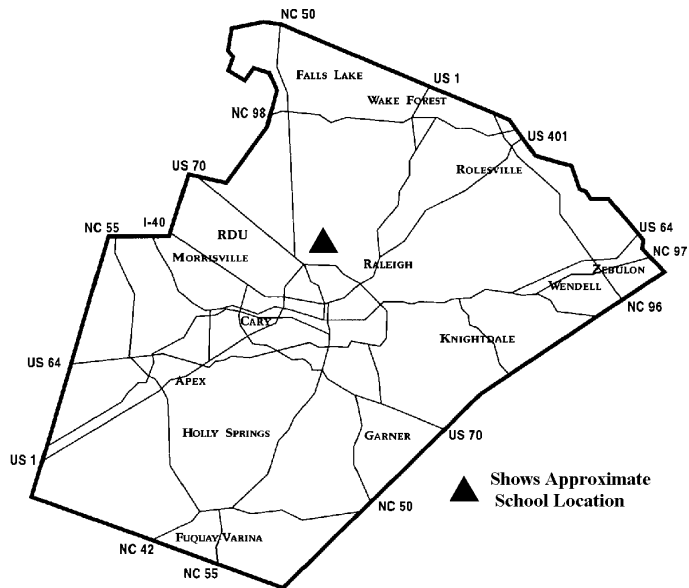 NC 50
FALLS LAKE
US 1
WAKE FOREST
NC 98
US 401
US 70
ROLESVILLE
NC 55
I-40
RDU
US 64
MORRISVILLE
RALEIGH
NC 97
ZEBULON
WENDELL
NC 96
CARY
KNIGHTDALE
US 64
APEX
HOLLY SPRINGS
GARNER
US 70
US 1
Shows Approximate
School Location
NC 50
FUQUAY VARINA
NC 42
NC 55